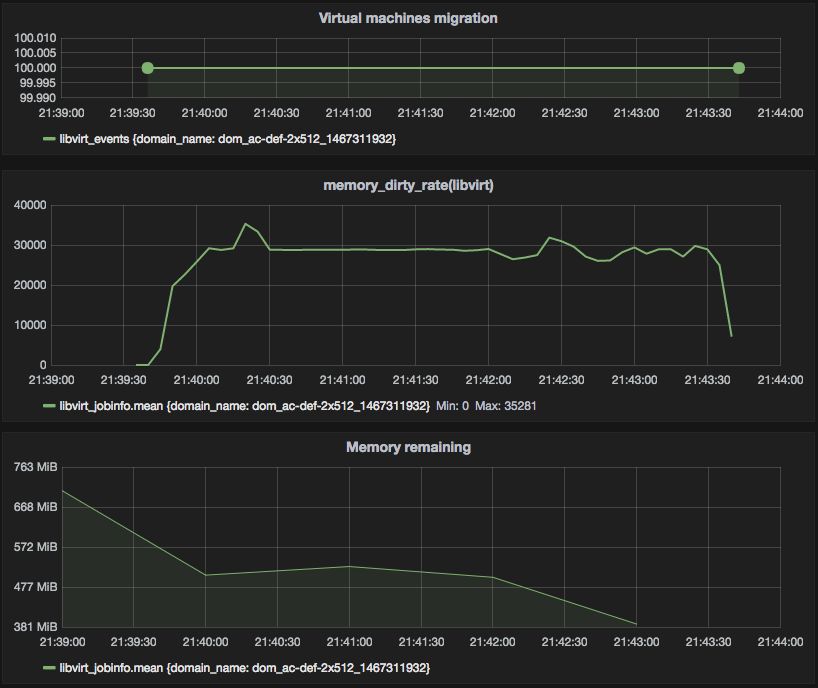 Virtual machines migration
100.010
100.005
100.000
99.995
99.990
21:39:00 21:39:30 21:40:00 21:40:30 21:41:00 21:41:30 21:42:00 21:42:30 21:43:00 21:43:30 21:44:00
libvirt_events {domain_name: dom_ac-def-2x512_1467311932}
memory_dirty_rate(libvirt)
40000
30000
20000
10000
0
21:39:00 21:39:30 21:40:00 21:40:30 21:41:00 21:41:30 21:42:00 21:42:30 21:43:00 21:43:30 21:44:00
libvirt_jobinfo.mean {domain_name: dom_ac-def-2x512_1467311932} Min: 0 Max: 35281
Memory remaining
763 MiB
668 MiB
572 MiB
477 MiB
381 MiB
21:39:00 21:39:30 21:40:00 21:40:30 21:41:00 21:41:30 21:42:00 21:42:30 21:43:00 21:43:30 21:44:00
libvirt_jobinfo.mean {domain_name: dom_ac-def-2x512_1467311932}